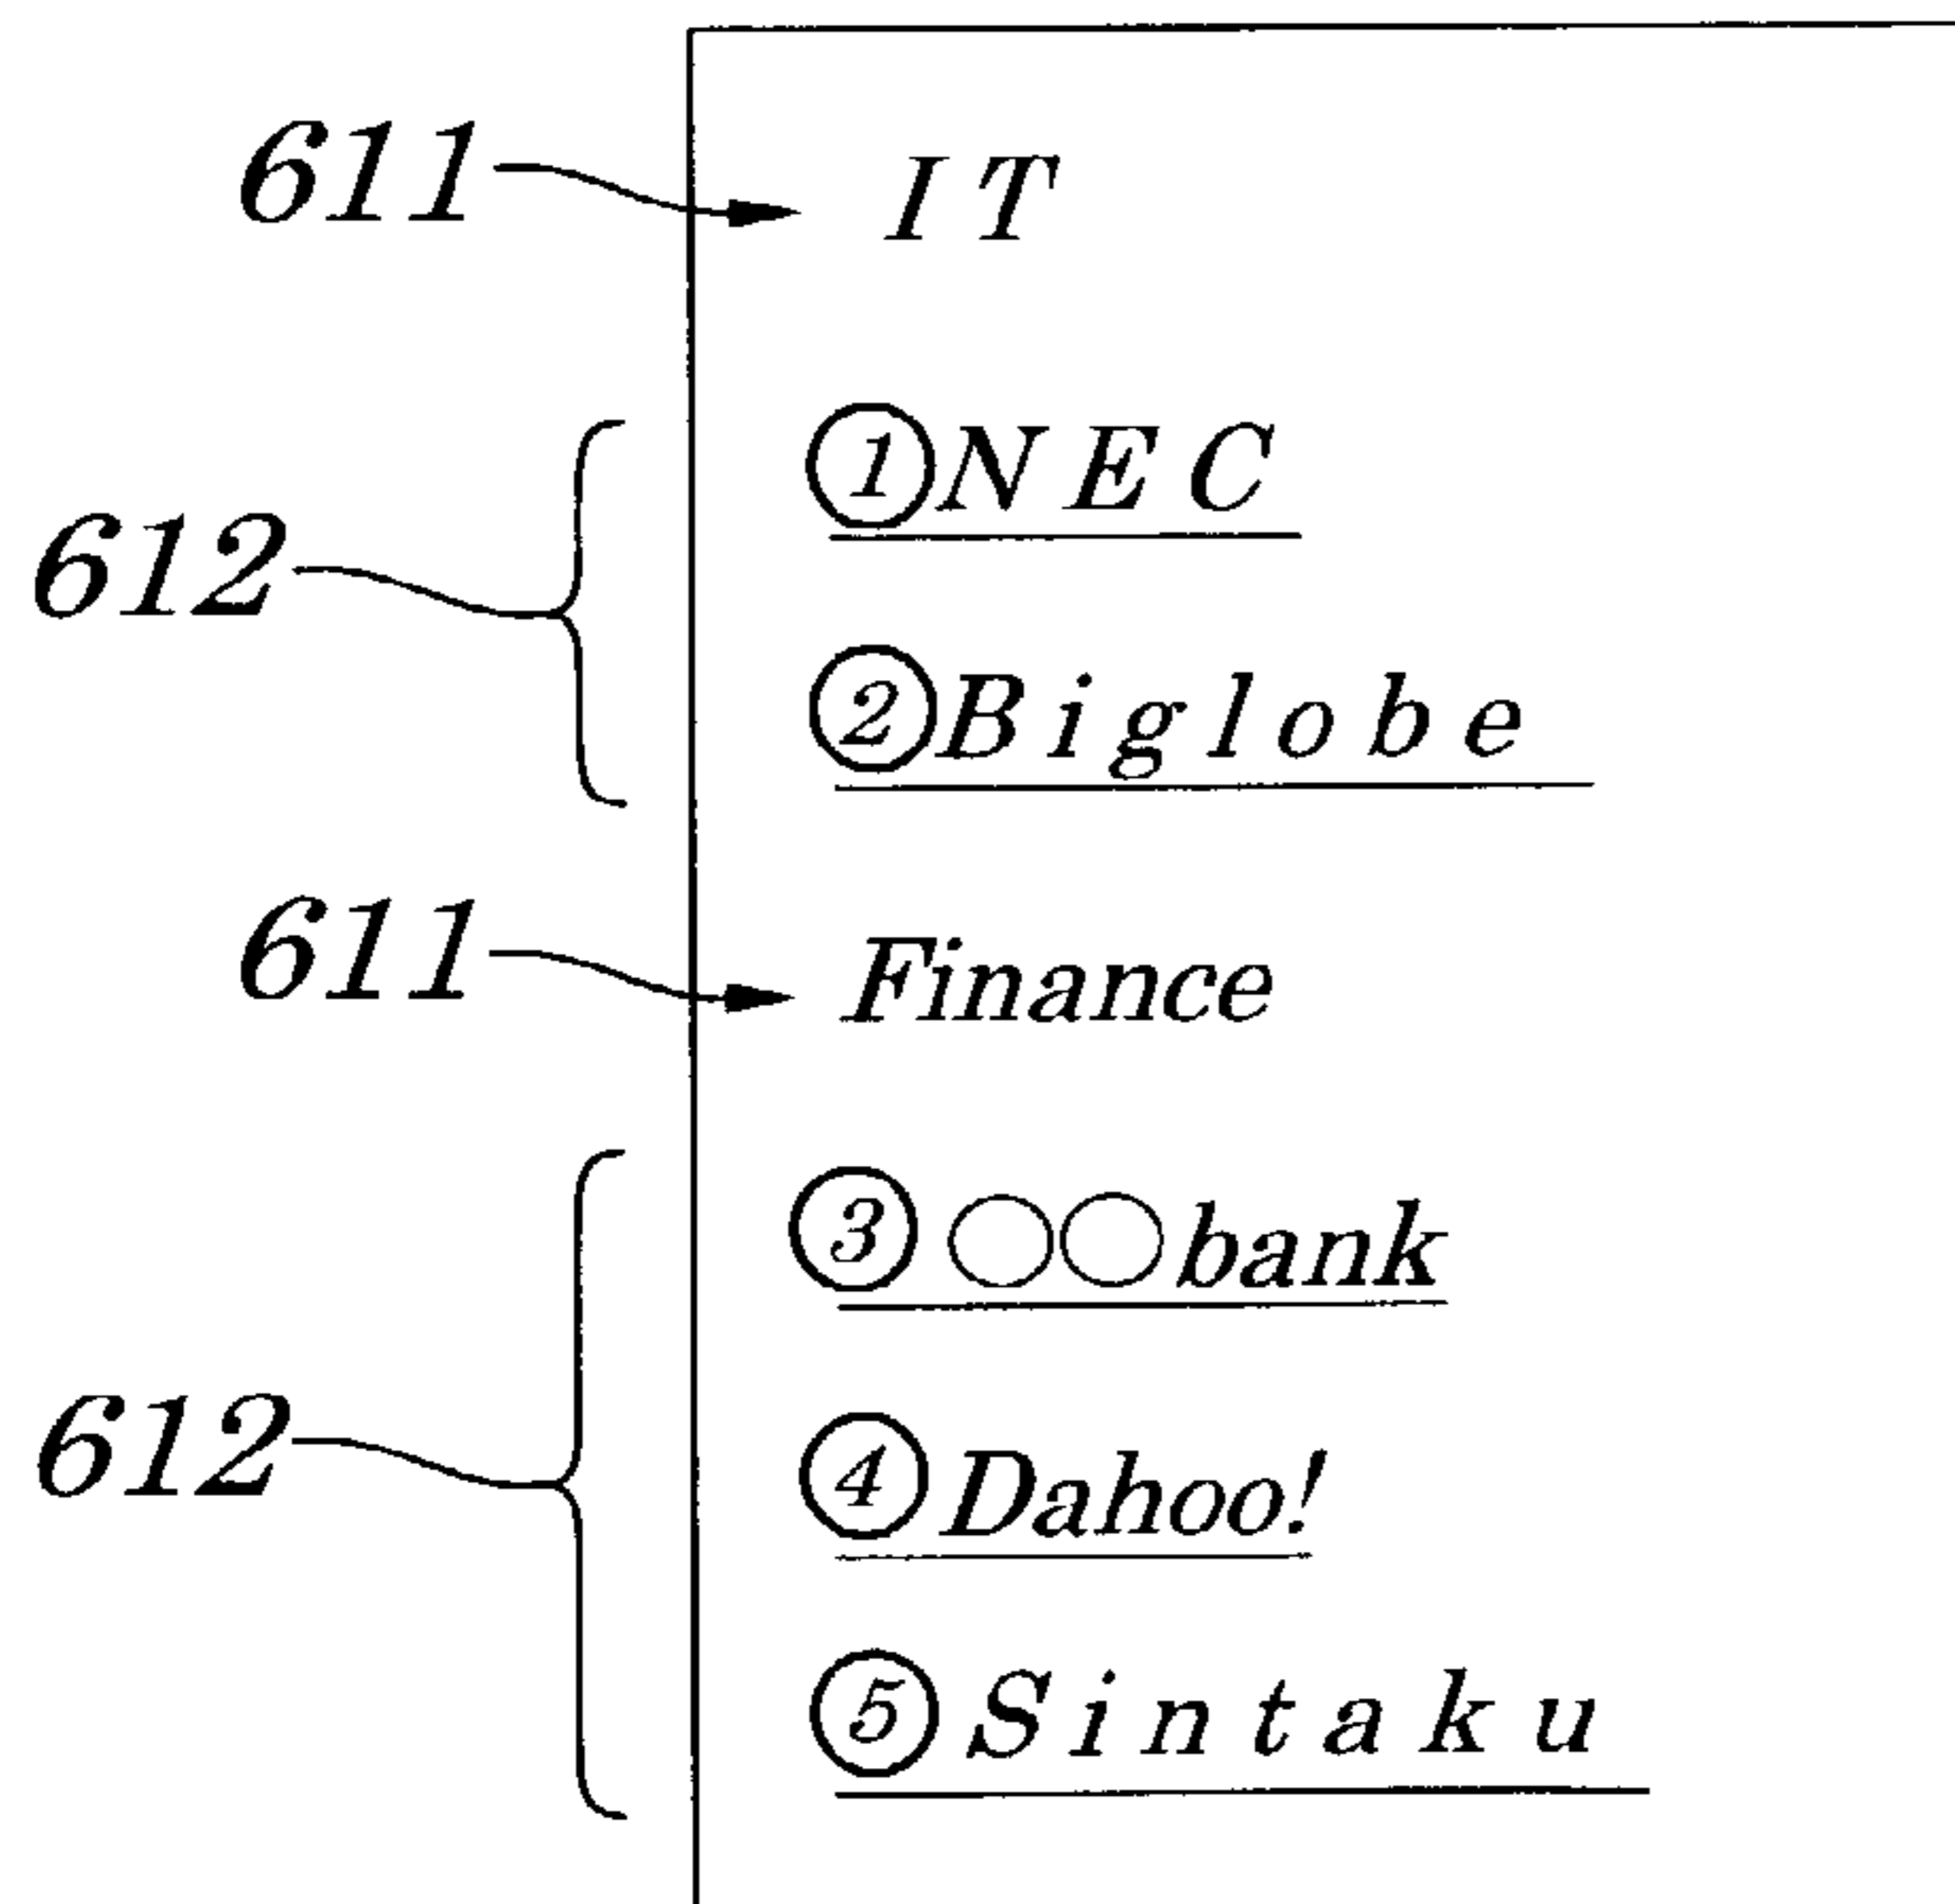 611 IT
①NEC
612
②Biglobe
611 Finance
③○○bank
612
④Dahoo!
⑤Sintaku